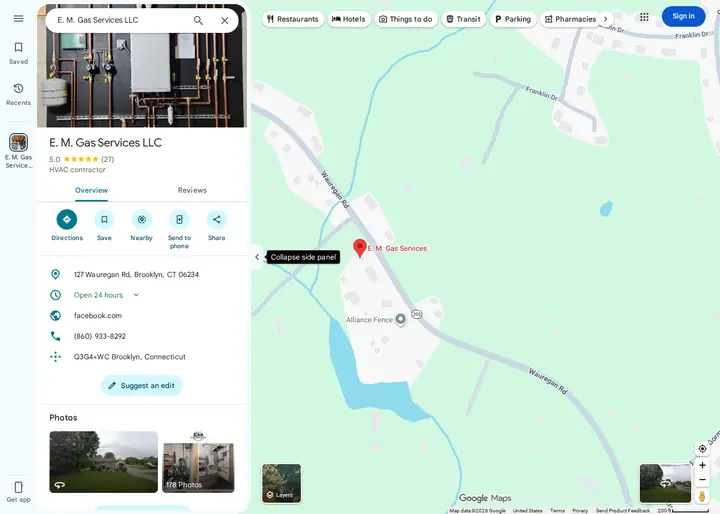 E. M. Gas Services LLC
Restaurants
Hotels
Things to do
Transit
Parking
Pharmacies
Sign in
Saved
Recents
E. M. Gas
Service...
Get app
E. M. Gas Services LLC
5.0 (27)
HVAC contractor
Overview
Reviews
Directions
Save
Nearby
Send to
phone
Share
127 Wauregan Rd, Brooklyn, CT 06234
Open 24 hours
facebook.com
(860) 933-8292
Q3G4+WC Brooklyn, Connecticut
Suggest an edit
Photos
178 Photos
Collapse side panel
Franklin Dr
Franklin Dr
Wauregan Rd
E. M. Gas Services
Alliance Fence
205
Wauregan Rd
Layers
Google Maps
Map data ©2026 Google
United States
Terms
Privacy
Send Product Feedback
200 ft